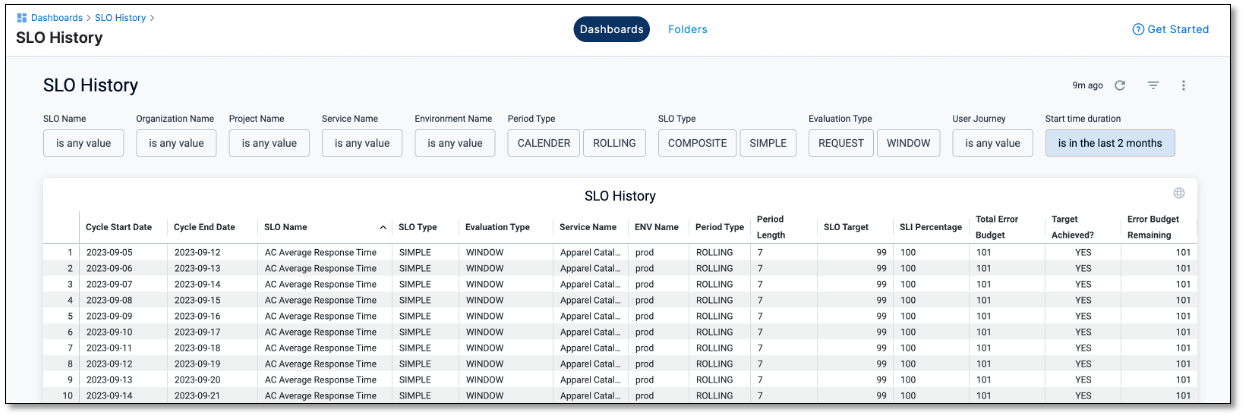 Dashboards > SLO History >
SLO History
Dashboards Folders
Get Started
SLO History
9m ago
SLO Name Organization Name Project Name Service Name Environment Name Period Type SLO Type Evaluation Type User Journey Start time duration
is any value is any value is any value is any value is any value CALENDER ROLLING COMPOSITE SIMPLE REQUEST WINDOW is any value is in the last 2 months
SLO History
Cycle Start Date Cycle End Date SLO Name SLO Type Evaluation Type Service Name ENV Name Period Type Period Length SLO Target SLI Percentage Total Error Budget Target Achieved? Error Budget Remaining
1 2023-09-05 2023-09-12 AC Average Response Time SIMPLE WINDOW Apparel Catal... prod ROLLING 7 99 100 101 YES 101
2 2023-09-06 2023-09-13 AC Average Response Time SIMPLE WINDOW Apparel Catal... prod ROLLING 7 99 100 101 YES 101
3 2023-09-07 2023-09-14 AC Average Response Time SIMPLE WINDOW Apparel Catal... prod ROLLING 7 99 100 101 YES 101
4 2023-09-08 2023-09-15 AC Average Response Time SIMPLE WINDOW Apparel Catal... prod ROLLING 7 99 100 101 YES 101
5 2023-09-09 2023-09-16 AC Average Response Time SIMPLE WINDOW Apparel Catal... prod ROLLING 7 99 100 101 YES 101
6 2023-09-10 2023-09-17 AC Average Response Time SIMPLE WINDOW Apparel Catal... prod ROLLING 7 99 100 101 YES 101
7 2023-09-11 2023-09-18 AC Average Response Time SIMPLE WINDOW Apparel Catal... prod ROLLING 7 99 100 101 YES 101
8 2023-09-12 2023-09-19 AC Average Response Time SIMPLE WINDOW Apparel Catal... prod ROLLING 7 99 100 101 YES 101
9 2023-09-13 2023-09-20 AC Average Response Time SIMPLE WINDOW Apparel Catal... prod ROLLING 7 99 100 101 YES 101
10 2023-09-14 2023-09-21 AC Average Response Time SIMPLE WINDOW Apparel Catal... prod ROLLING 7 99 100 101 YES 101